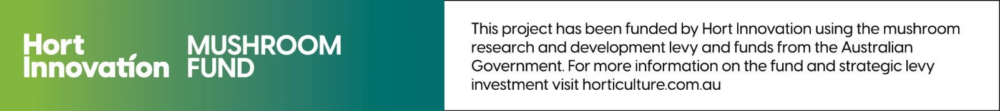 Hort
Innovation
MUSHROOM
FUND
This project has been funded by Hort Innovation using the mushroom
research and development levy and funds from the Australian
Government. For more information on the fund and strategic levy
investment visit horticulture.com.au